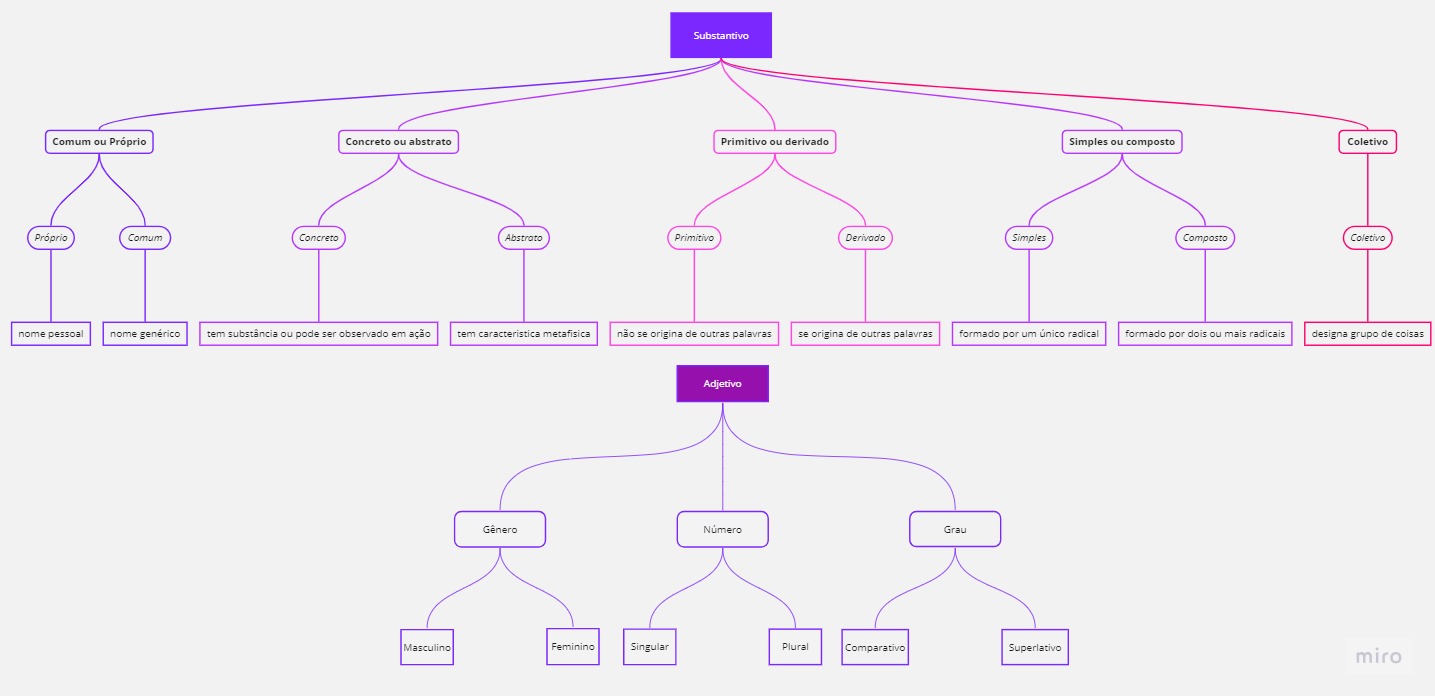 Substantivo
Comum ou Próprio
Concreto ou abstrato
Primitivo ou derivado
Simples ou composto
Coletivo
Próprio
Comum
Concreto
Abstrato
Primitivo
Derivado
Simples
Composto
Coletivo
nome pessoal
nome genérico
tem substância ou pode ser observado em ação
tem caracteristica metafisica
não se origina de outras palavras
se origina de outras palavras
formado por um único radical
formado por dois ou mais radicais
designa grupo de coisas
Adjetivo
Gênero
Número
Grau
Masculino
Feminino
Singular
Plural
Comparativo
Superlativo
miro